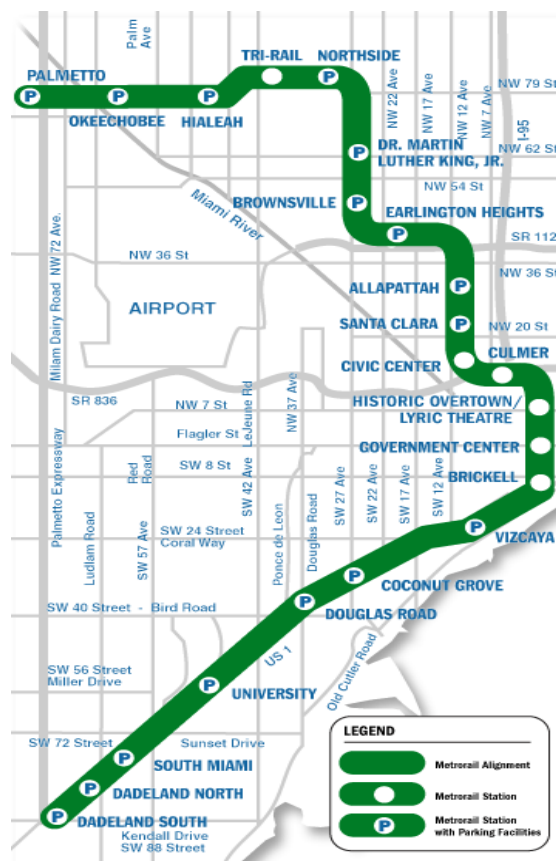 Palm
Ave
TRI-RAIL
NORTHSIDE
PALMETTO
P
P
P
P
OKEECHOBEE
HIALEAH
NW 22 Ave
NW 17 Ave
NW 12 Ave
NW 7 Ave
I-95
NW 79 St
P
DR. MARTIN
LUTHER KING, JR.
NW 62 St
NW 54 St
Miami River
BROWNSVILLE
P
EARLINGTON HEIGHTS
P
SR 112
NW 36 St
NW 36 St
Milam Dairy Road NW 72 Ave.
AIRPORT
ALLAPATTAH
P
SANTA CLARA
P
NW 20 St
CIVIC CENTER
CULMER
SR 836
NW 7 St
LeJeune Rd
NW 37 Ave
HISTORIC OVERTOWN/
LYRIC THEATRE
Flagler St
GOVERNMENT CENTER
SW 8 St
BRICKELL
Palmetto Expressway
Ludlam Road
Red
Road
SW 57 Ave
SW 42 Ave
Ponce de Leon
Douglas Road
SW 27 Ave
SW 22 Ave
SW 17 Ave
SW 12 Ave
SW 24 Street
Coral Way
P
VIZCAYA
P
COCONUT GROVE
P
DOUGLAS ROAD
SW 40 Street - Bird Road
US 1
Old Cutler Road
SW 56 Street
Miller Drive
P
UNIVERSITY
SW 72 Street
Sunset Drive
P
SOUTH MIAMI
P
DADELAND NORTH
P
DADELAND SOUTH
Kendall Drive
SW 88 Street
LEGEND
Metrorail Alignment
Metrorail Station
P
Metrorail Station
with Parking Facilities